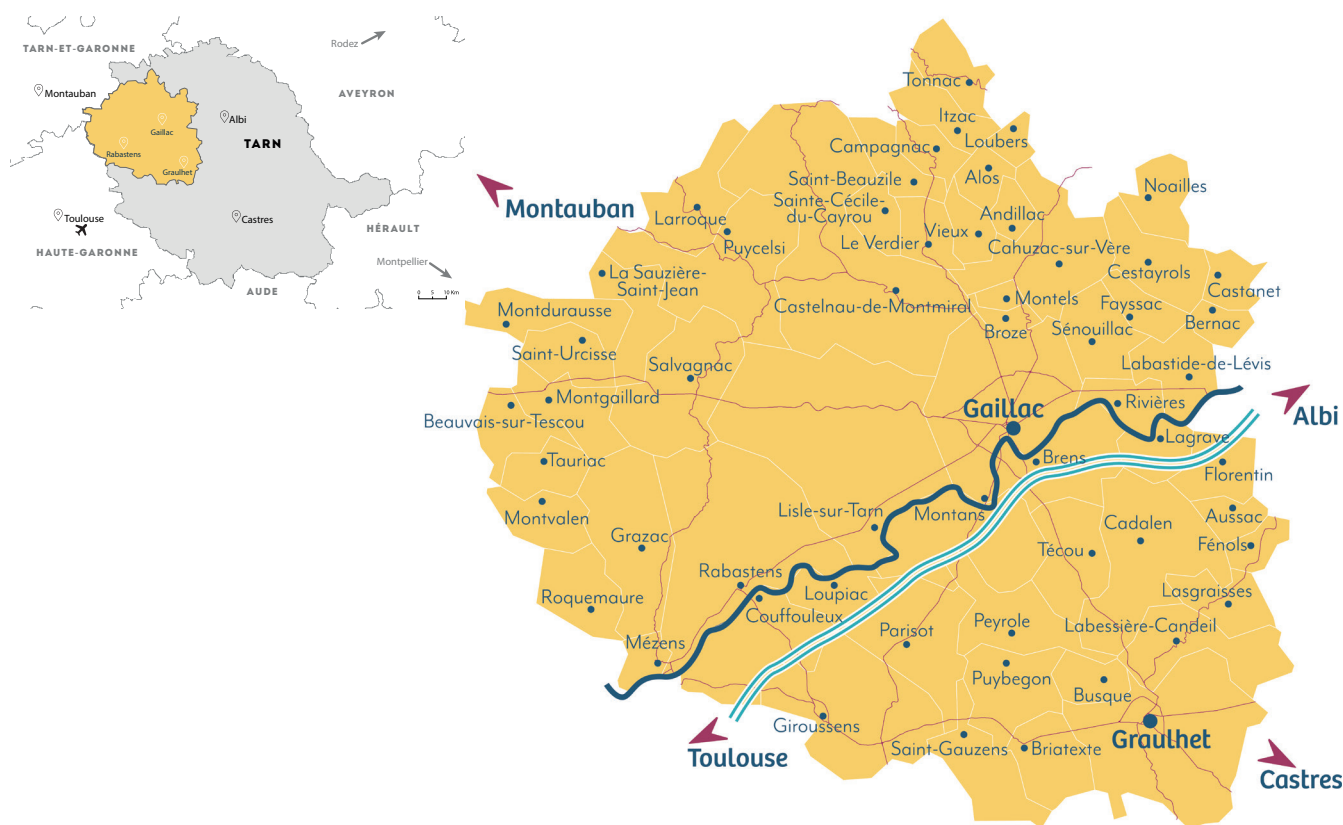 TARN-ET-GARONNE
Rodez
Montauban
AVEYRON
Gaillac
Albi
Rabastens
TARN
Graulhet
Toulouse
Castres
HÉRAULT
HAUTE-GARONNE
Montpellier
AUDE
0 5 10 Km
Tonnac
Itzac
Loubers
Campagnac
Alos
Saint-Beauzile
Noailles
Montauban
Sainte-Cécile-
du-Cayrou
Larroque
Andillac
Vieux
Puycelsi
Le Verdier
Cahuzac-sur-Vère
La Sauzière-
Saint-Jean
Cestayrols
Castanet
Castelnau-de-Montmiral
Montels
Fayssac
Montdurausse
Bernac
Broze
Sénouillac
Saint-Urcisse
Salvagnac
Labastide-de-Lévis
Montgaillard
Gaillac
Rivières
Albi
Beauvais-sur-Tescou
Lagrave
Tauriac
Brens
Florentin
Lisle-sur-Tarn
Montans
Montvalen
Cadalen
Aussac
Grazac
Técou
Fénols
Rabastens
Roquemaure
Loupiac
Lasgraisses
Couffouleux
Peyrole
Parisot
Labessière-Candeil
Mézens
Puybegon
Busque
Giroussens
Graulhet
Toulouse
Saint-Gauzens
Briatexte
Castres